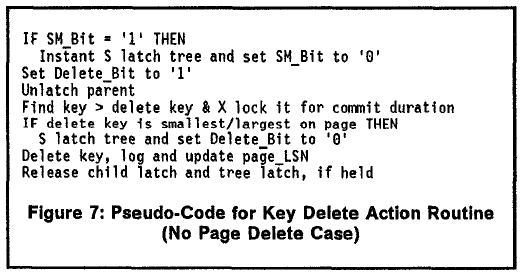 IF SM_Bit = '1' THEN
Instant S latch tree and set SM_Bit to '0'
Set Delete_Bit to '1'
Unlatch parent
Find key > delete key & X lock it for commit duration
IF delete key is smallest/largest on page THEN
S latch tree and set Delete_Bit to '0'
Delete key, log and update page_LSN
Release child latch and tree latch, if held
Figure 7: Pseudo-Code for Key Delete Action Routine
(No Page Delete Case)